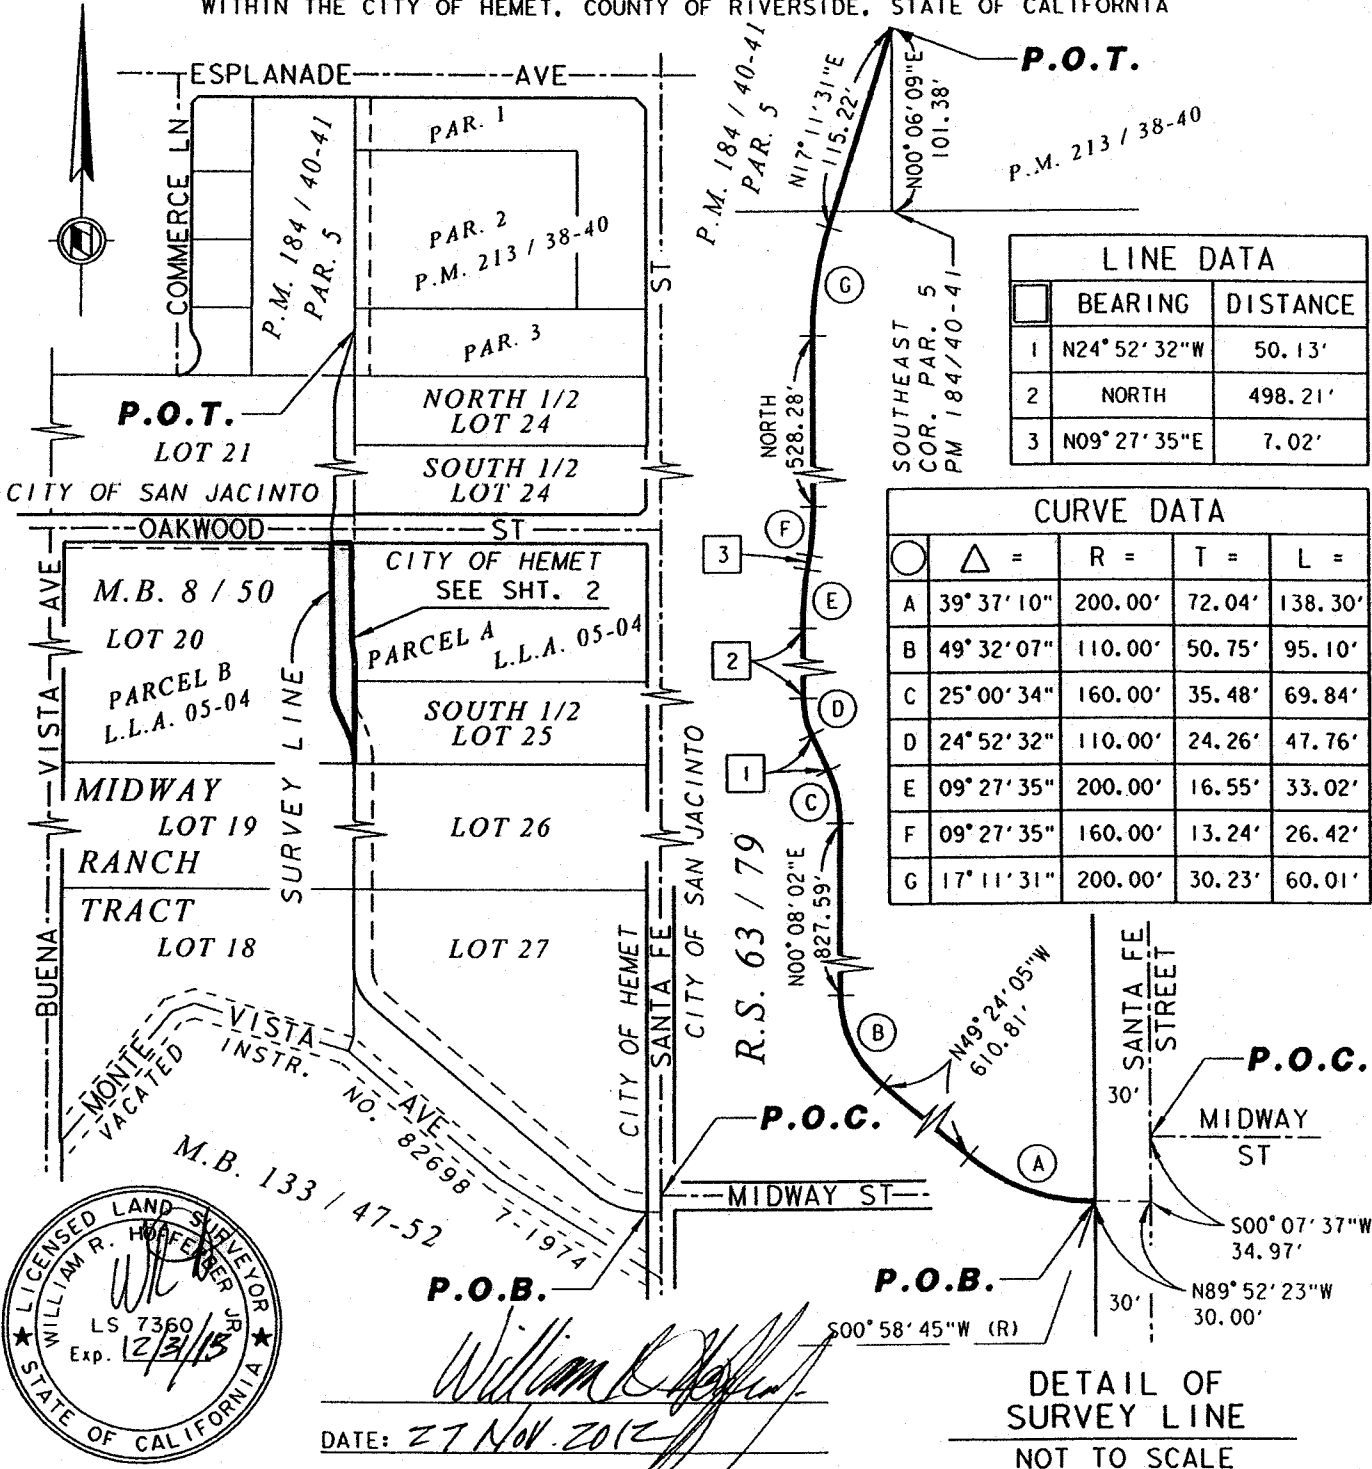 WITHIN THE CITY OF HEMET, COUNTY OF RIVERSIDE, STATE OF CALIFORNIA
ESPLANADE AVE
COMMERCE LN
P.M. 184 / 40-41
PAR. 5
PAR. 1
PAR. 2
P.M. 213 / 38-40
PAR. 3
ST
P.O.T.
LOT 21
NORTH 1/2
LOT 24
SOUTH 1/2
LOT 24
CITY OF SAN JACINTO
OAKWOOD ST
CITY OF HEMET
SEE SHT. 2
M.B. 8 / 50
LOT 20
PARCEL B
L.L.A. 05-04
PARCEL A
L.L.A. 05-04
SURVEY LINE
SOUTH 1/2
LOT 25
BUENA VISTA AVE
MIDWAY
LOT 19
RANCH
LOT 26
TRACT
LOT 18
LOT 27
CITY OF HEMET
SANTA FE
CITY OF SAN JACINTO
MONTE VISTA AVE
VACATED INSTR. NO. 82698 7-1974
M.B. 133 / 47-52
P.O.C.
MIDWAY ST
P.O.B.
P.O.T.
P.M. 184 / 40-41
PAR. 5
N17°11'31"E
115.22'
N00°06'09"E
101.38'
P.M. 213 / 38-40
SOUTHEAST
COR. PAR. 5
PM 184/40-41
G
NORTH
528.28'
F
3
E
2
D
1
C
R.S. 63 / 79
N00°08'02"E
827.59'
B
N49°24'05"W
610.81'
A
LINE DATA
BEARING DISTANCE
1 N24°52'32"W 50.13'
2 NORTH 498.21'
3 N09°27'35"E 7.02'
CURVE DATA
△ = R = T = L =
A 39°37'10" 200.00' 72.04' 138.30'
B 49°32'07" 110.00' 50.75' 95.10'
C 25°00'34" 160.00' 35.48' 69.84'
D 24°52'32" 110.00' 24.26' 47.76'
E 09°27'35" 200.00' 16.55' 33.02'
F 09°27'35" 160.00' 13.24' 26.42'
G 17°11'31" 200.00' 30.23' 60.01'
SANTA FE
STREET
P.O.C.
30'
MIDWAY
ST
S00°07'37"W
34.97'
N89°52'23"W
30.00'
P.O.B.
30'
S00°58'45"W (R)
DETAIL OF
SURVEY LINE
NOT TO SCALE
LICENSED LAND SURVEYOR
WILLIAM R. HOFFERBER JR.
LS 7360
Exp. 12/31/13
STATE OF CALIFORNIA
DATE: 27 NOV. 2012